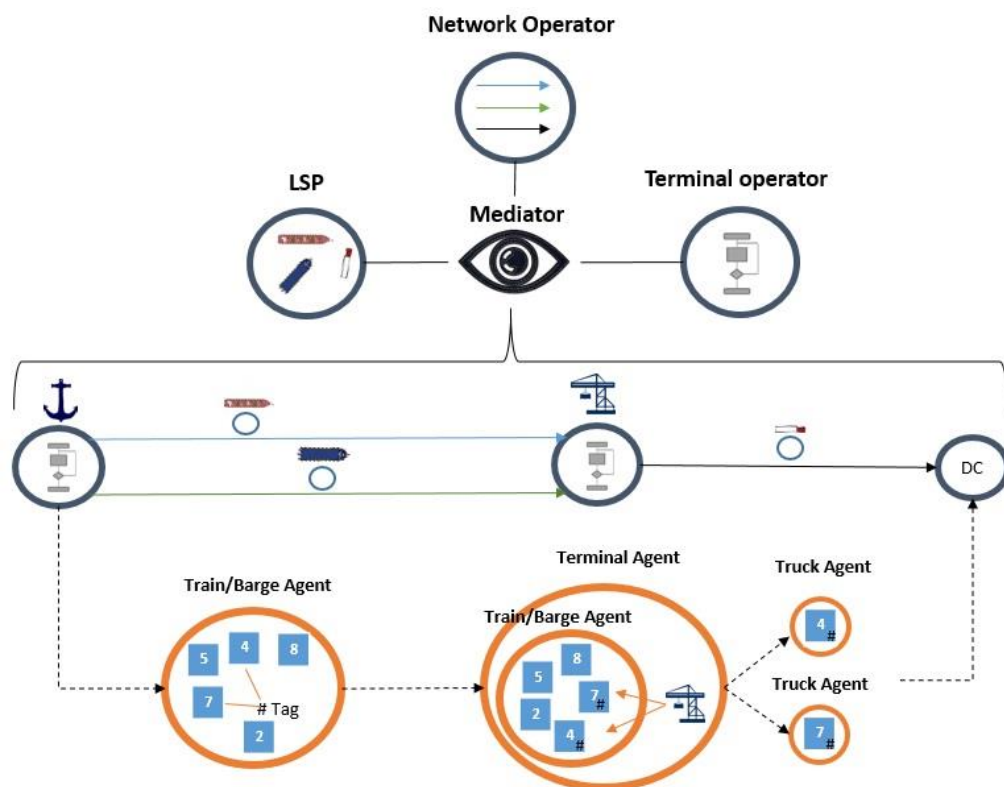 Network Operator
LSP
Terminal operator
Mediator
DC
Terminal Agent
Train/Barge Agent
Truck Agent
Train/Barge Agent
4
8
5
7
# Tag
2
8
5
7
#
2
4
#
4
#
Truck Agent
7
#